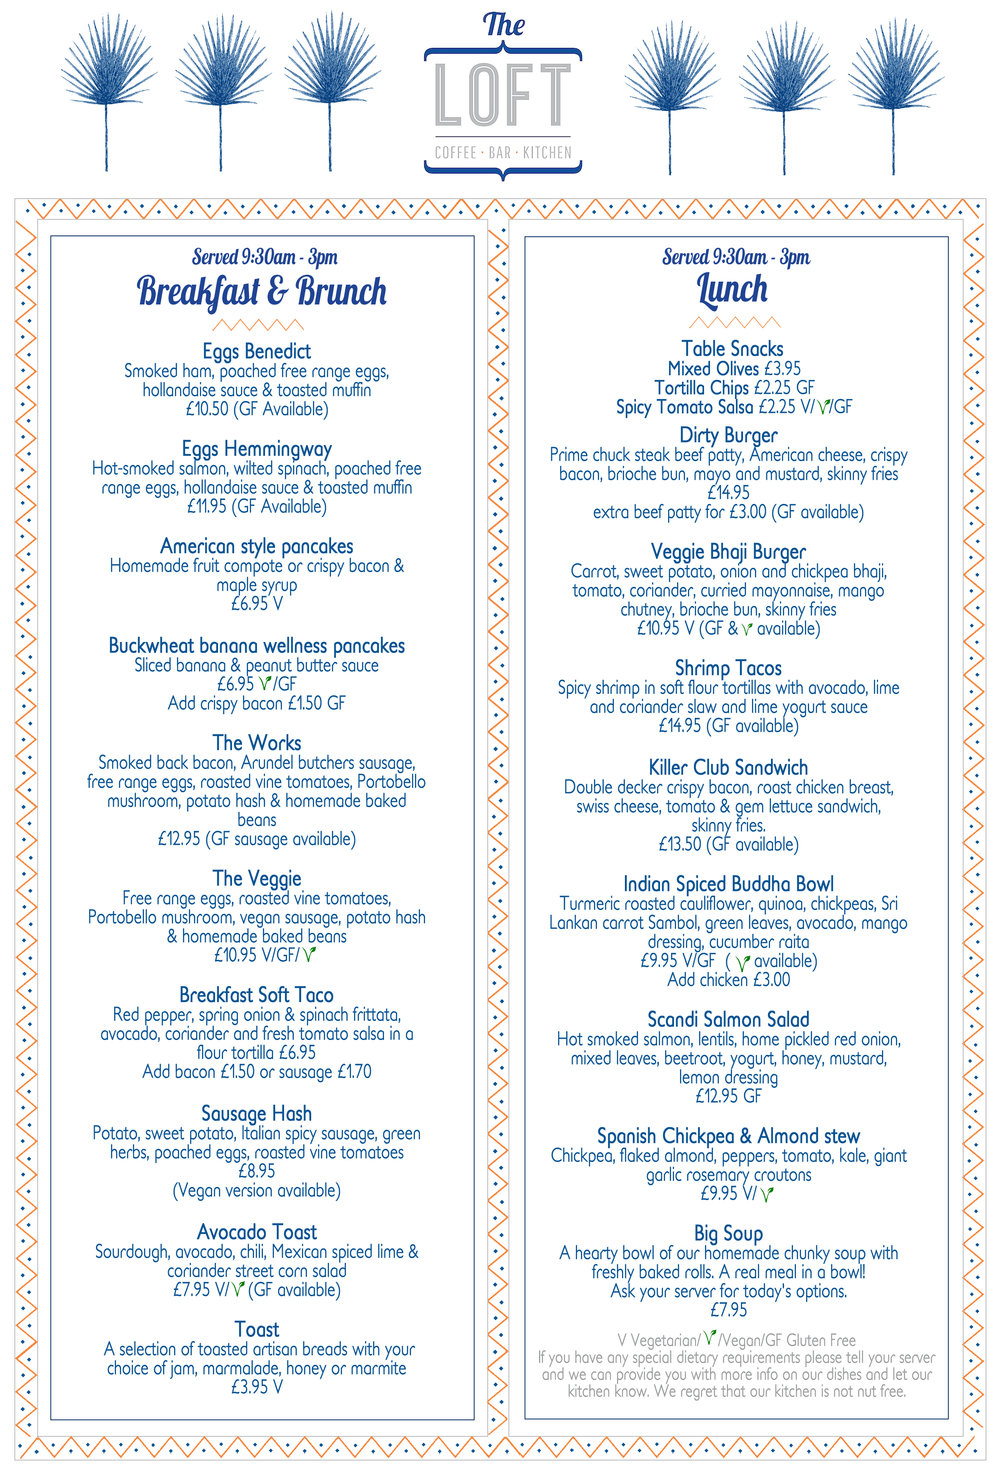 The
LOFT
COFFEE · BAR · KITCHEN
Served 9:30am - 3pm
Breakfast & Brunch
Eggs Benedict
Smoked ham, poached free range eggs,
hollandaise sauce & toasted muffin
£10.50 (GF Available)
Eggs Hemmingway
Hot-smoked salmon, wilted spinach, poached free
range eggs, hollandaise sauce & toasted muffin
£11.95 (GF Available)
American style pancakes
Homemade fruit compote or crispy bacon &
maple syrup
£6.95 V
Buckwheat banana wellness pancakes
Sliced banana & peanut butter sauce
£6.95 V/GF
Add crispy bacon £1.50 GF
The Works
Smoked back bacon, Arundel butchers sausage,
free range eggs, roasted vine tomatoes, Portobello
mushroom, potato hash & homemade baked
beans
£12.95 (GF sausage available)
The Veggie
Free range eggs, roasted vine tomatoes,
Portobello mushroom, vegan sausage, potato hash
& homemade baked beans
£10.95 V/GF/V
Breakfast Soft Taco
Red pepper, spring onion & spinach frittata,
avocado, coriander and fresh tomato salsa in a
flour tortilla £6.95
Add bacon £1.50 or sausage £1.70
Sausage Hash
Potato, sweet potato, Italian spicy sausage, green
herbs, poached eggs, roasted vine tomatoes
£8.95
(Vegan version available)
Avocado Toast
Sourdough, avocado, chili, Mexican spiced lime &
coriander street corn salad
£7.95 V/V (GF available)
Toast
A selection of toasted artisan breads with your
choice of jam, marmalade, honey or marmite
£3.95 V
Served 9:30am - 3pm
Lunch
Table Snacks
Mixed Olives £3.95
Tortilla Chips £2.25 GF
Spicy Tomato Salsa £2.25 V/V/GF
Dirty Burger
Prime chuck steak beef patty, American cheese, crispy
bacon, brioche bun, mayo and mustard, skinny fries
£14.95
extra beef patty for £3.00 (GF available)
Veggie Bhaji Burger
Carrot, sweet potato, onion and chickpea bhaji,
tomato, coriander, curried mayonnaise, mango
chutney, brioche bun, skinny fries
£10.95 V (GF & V available)
Shrimp Tacos
Spicy shrimp in soft flour tortillas with avocado, lime
and coriander slaw and lime yogurt sauce
£14.95 (GF available)
Killer Club Sandwich
Double decker crispy bacon, roast chicken breast,
swiss cheese, tomato & gem lettuce sandwich,
skinny fries.
£13.50 (GF available)
Indian Spiced Buddha Bowl
Turmeric roasted cauliflower, quinoa, chickpeas, Sri
Lankan carrot Sambol, green leaves, avocado, mango
dressing, cucumber raita
£9.95 V/GF ( V available)
Add chicken £3.00
Scandi Salmon Salad
Hot smoked salmon, lentils, home pickled red onion,
mixed leaves, beetroot, yogurt, honey, mustard,
lemon dressing
£12.95 GF
Spanish Chickpea & Almond stew
Chickpea, flaked almond, peppers, tomato, kale, giant
garlic rosemary croutons
£9.95 V/V
Big Soup
A hearty bowl of our homemade chunky soup with
freshly baked rolls. A real meal in a bowl!
Ask your server for today's options.
£7.95
V Vegetarian/V/Vegan/GF Gluten Free
If you have any special dietary requirements please tell your server
and we can provide you with more info on our dishes and let our
kitchen know. We regret that our kitchen is not nut free.